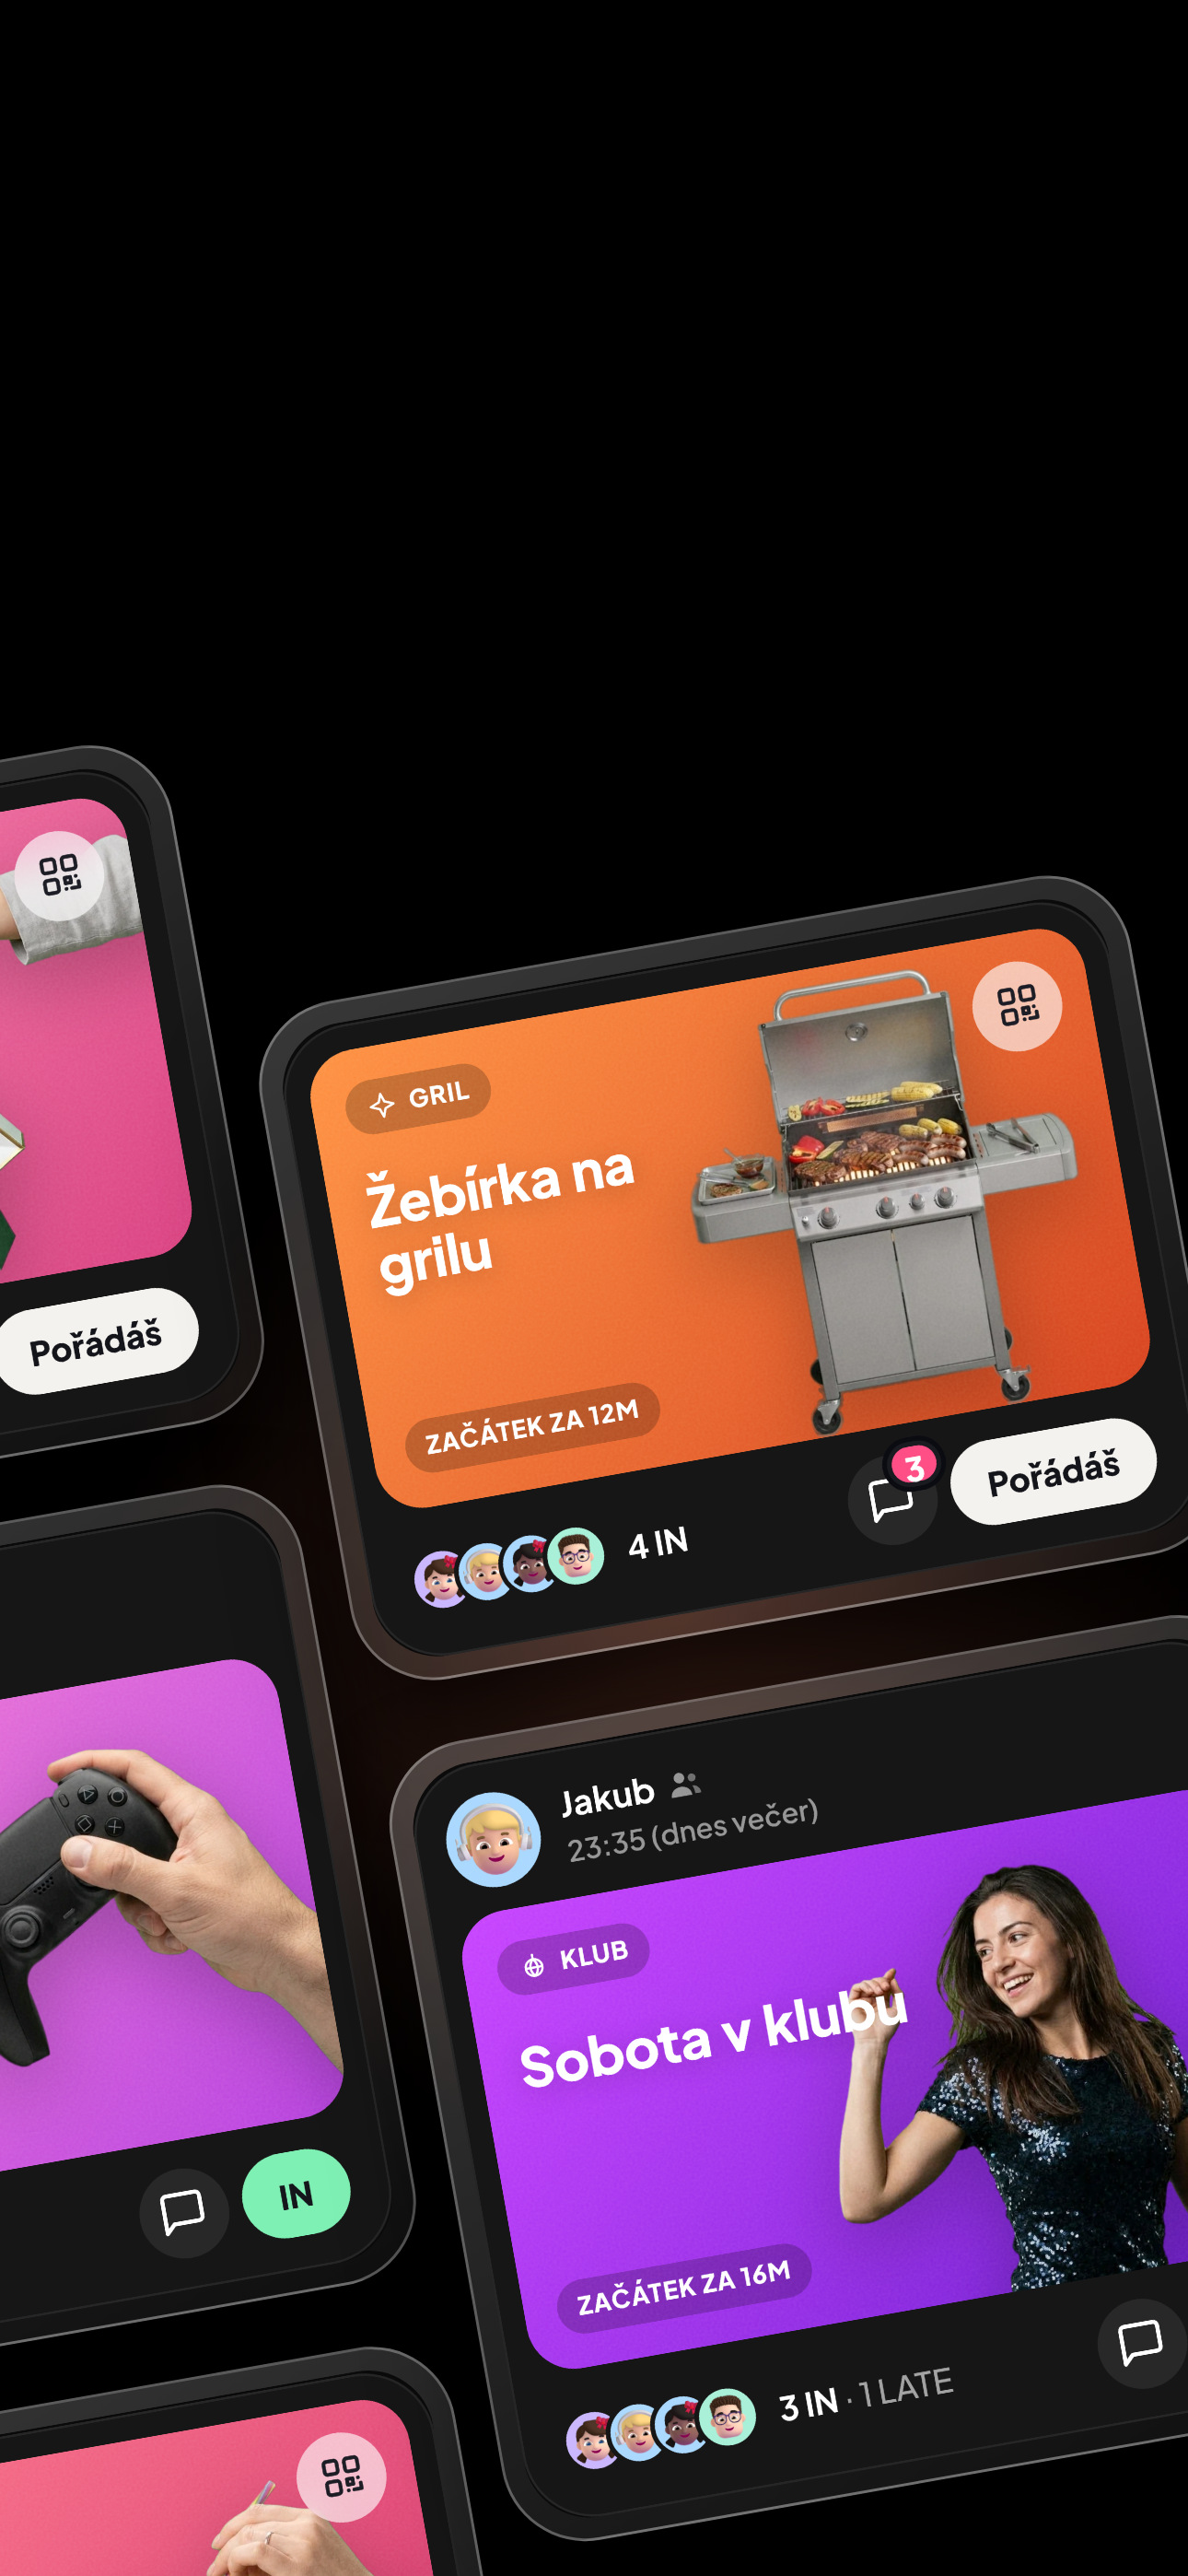 Pořádáš
GRIL
Žebírka na
grilu
ZAČÁTEK ZA 12M
4 IN
3
Pořádáš
IN
Jakub
23:35 (dnes večer)
KLUB
Sobota v klubu
ZAČÁTEK ZA 16M
3 IN · 1 LATE